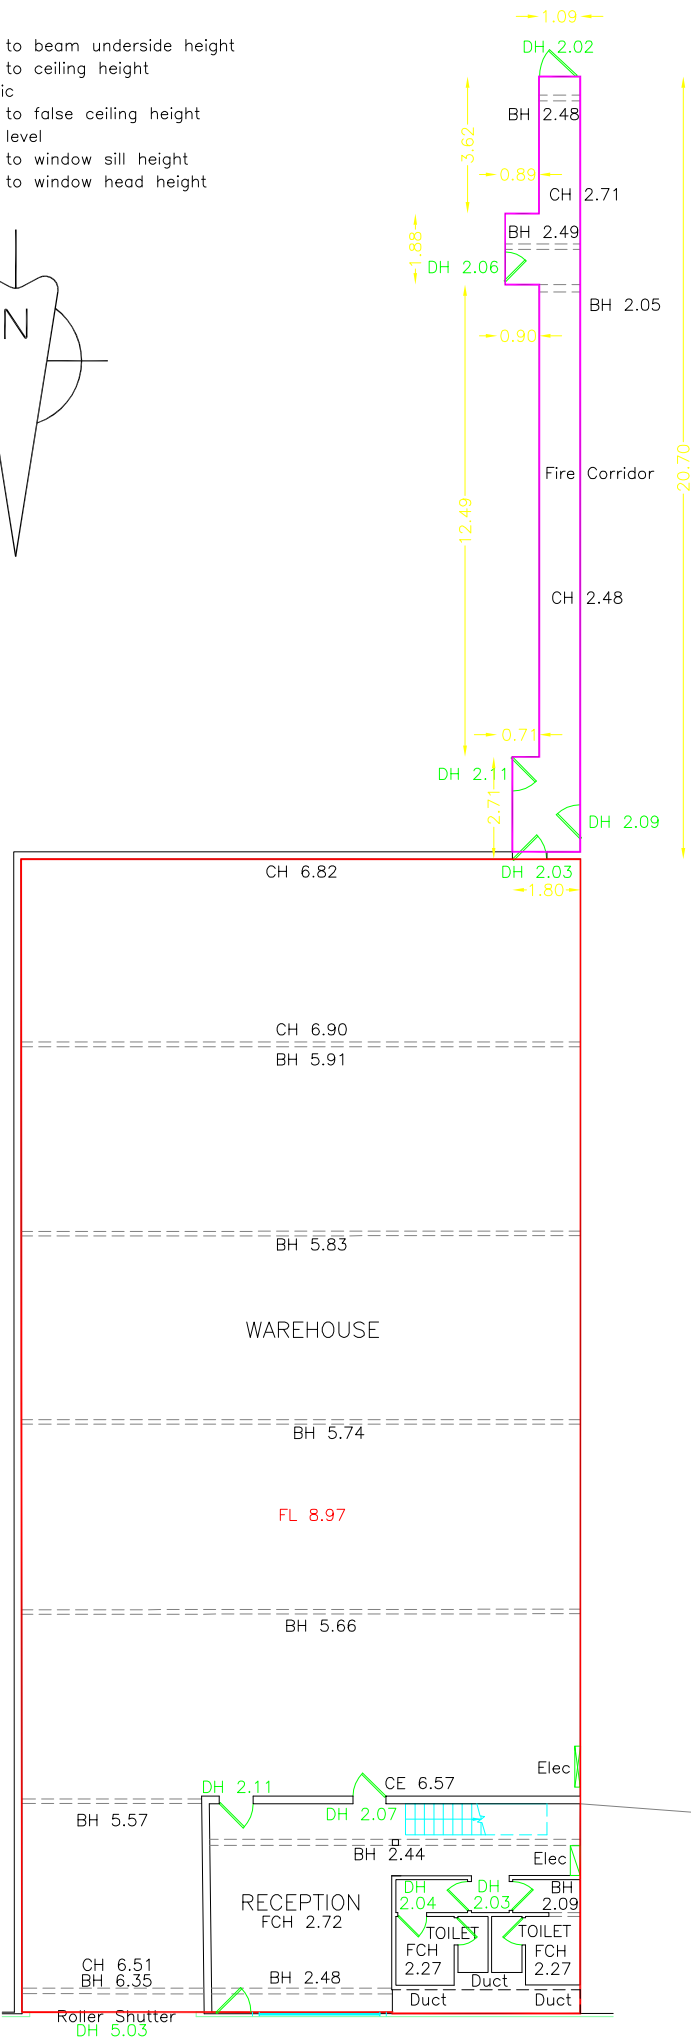 1.09
to beam underside height
DH 2.02
to ceiling height
ic
to false ceiling height
BH 2.48
level
3.62
to window sill height
0.89
to window head height
CH 2.71
BH 2.49
1.88
DH 2.06
BH 2.05
N
0.90
Fire Corridor
20.70
12.49
CH 2.48
0.71
DH 2.11
2.71
DH 2.09
CH 6.82
DH 2.03
1.80
CH 6.90
BH 5.91
BH 5.83
WAREHOUSE
BH 5.74
FL 8.97
BH 5.66
Elec
CE 6.57
DH 2.11
DH 2.07
BH 5.57
BH 2.44
Elec
DH
2.04
DH
2.03
BH
2.09
RECEPTION
FCH 2.72
TOILET
TOILET
FCH
2.27
FCH
2.27
CH 6.51
BH 6.35
BH 2.48
Duct
Duct
Duct
Roller Shutter
DH 5.03